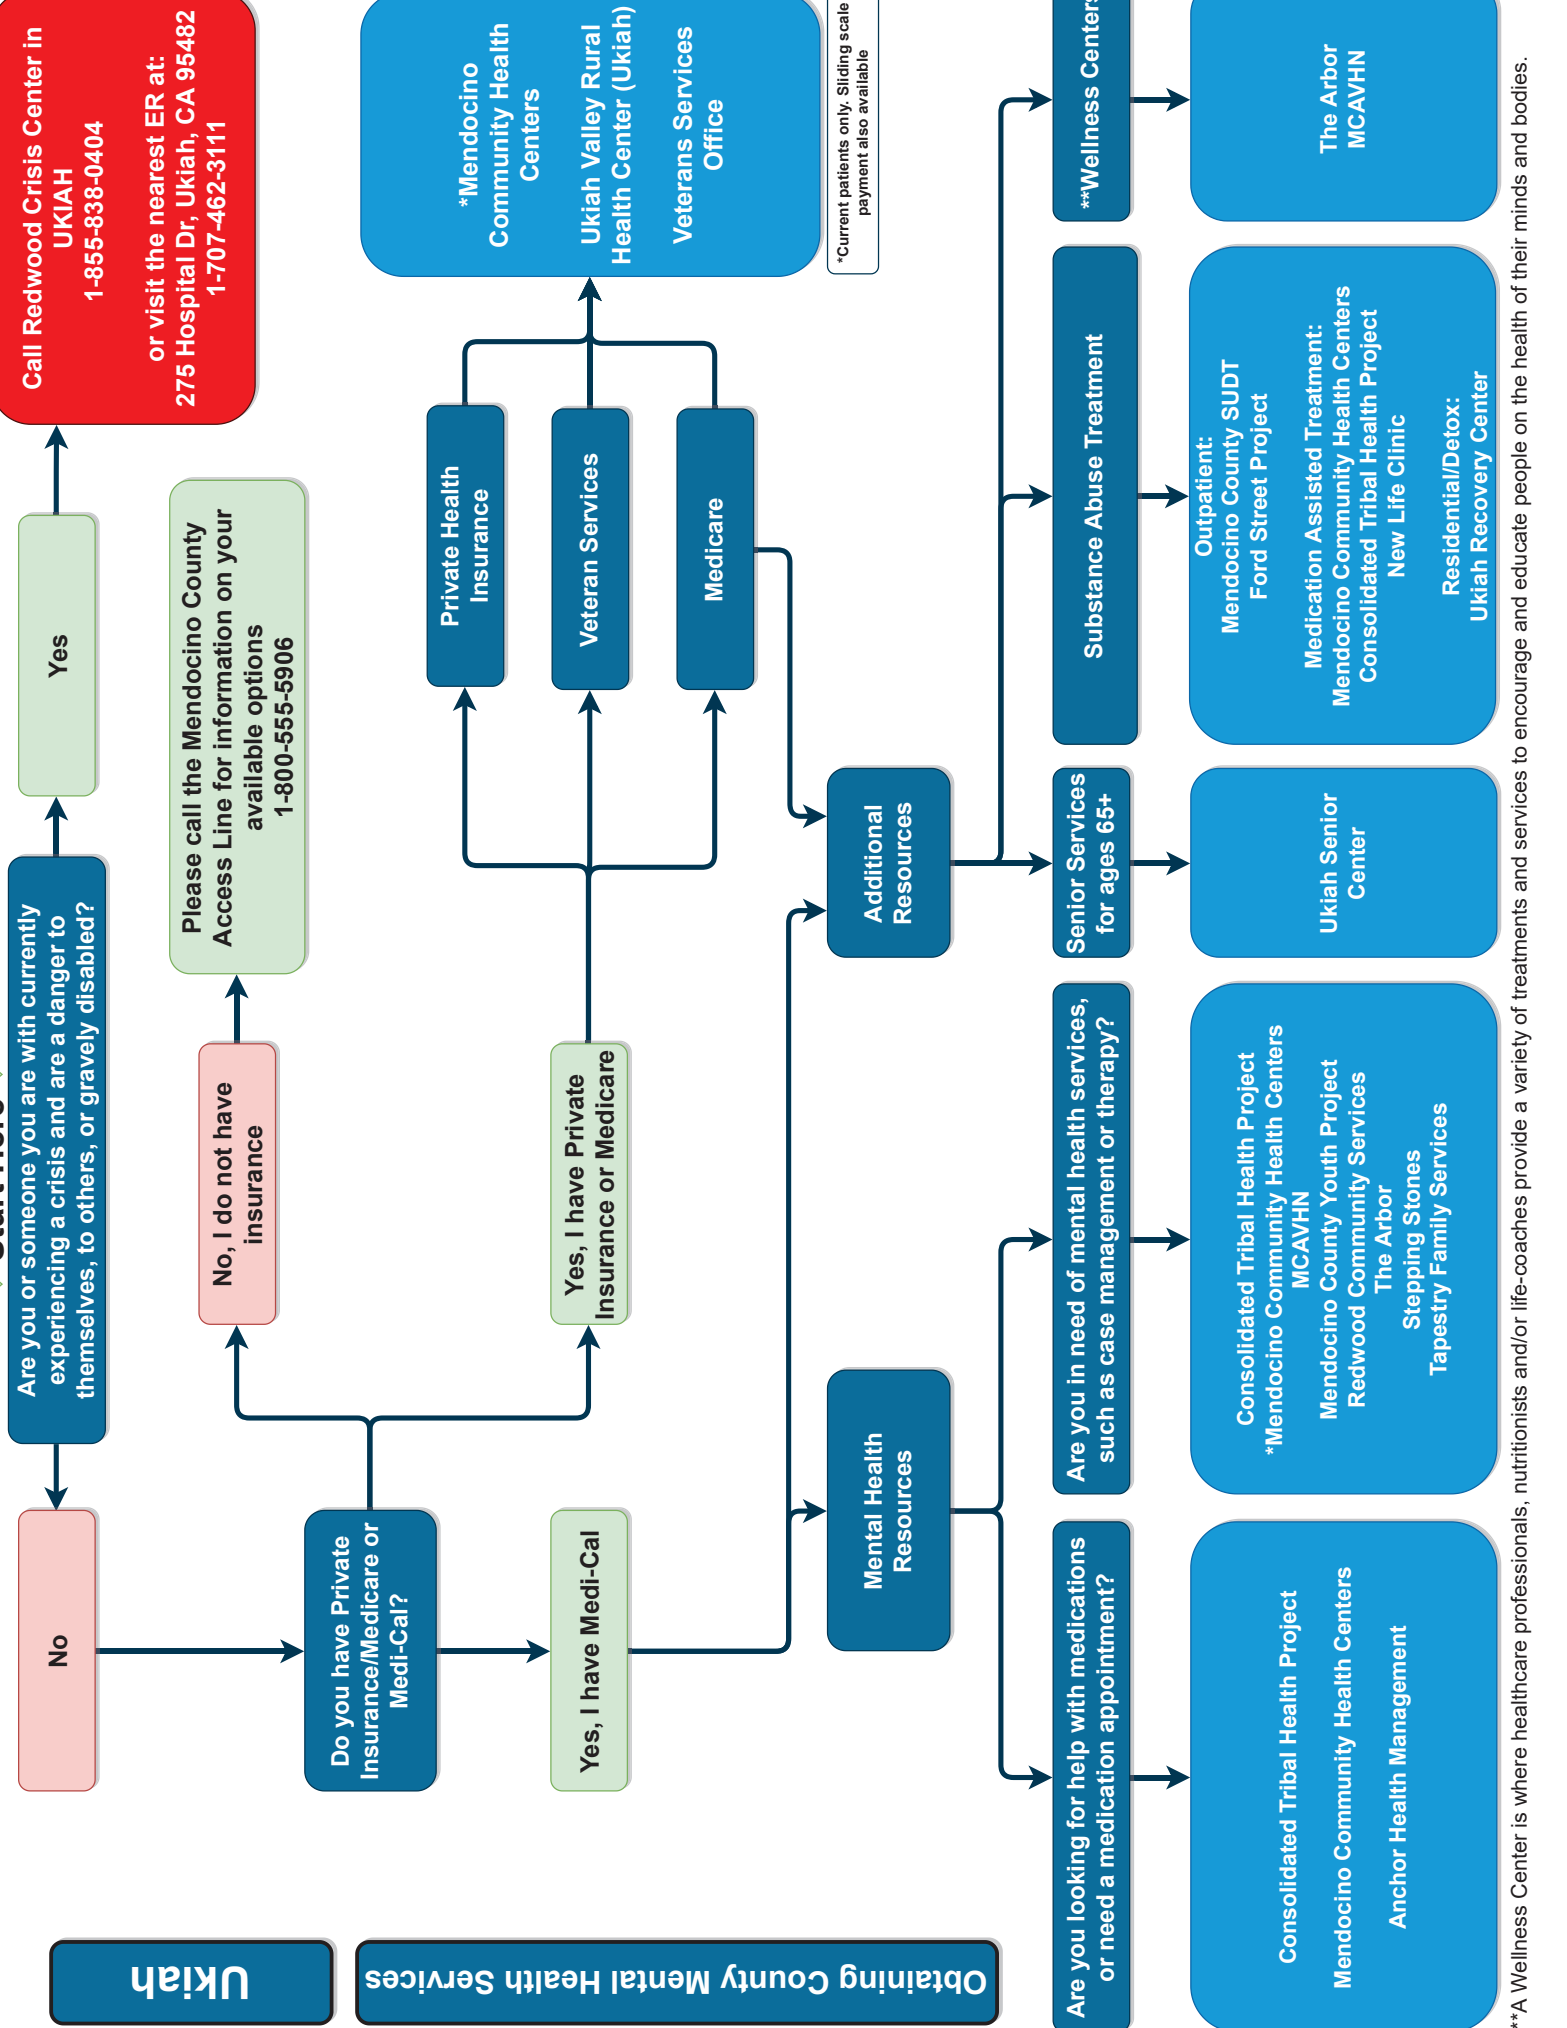 Ukiah
Obtaining County Mental Health Services
Start Here
Are you or someone you are with currently
experiencing a crisis and are a danger to
themselves, to others, or gravely disabled?
Yes
Call Redwood Crisis Center in
UKIAH
1-855-838-0404
or visit the nearest ER at:
275 Hospital Dr, Ukiah, CA 95482
1-707-462-3111
No
Do you have Private
Insurance/Medicare or
Medi-Cal?
No, I do not have
insurance
Please call the Mendocino County
Access Line for information on your
available options
1-800-555-5906
Yes, I have Private
Insurance or Medicare
Private Health
Insurance
Veteran Services
Medicare
*Mendocino
Community Health
Centers
Ukiah Valley Rural
Health Center (Ukiah)
Veterans Services
Office
*Current patients only. Sliding scale
payment also available
Yes, I have Medi-Cal
Mental Health
Resources
Additional
Resources
Are you looking for help with medications
or need a medication appointment?
Consolidated Tribal Health Project
Mendocino Community Health Centers
Anchor Health Management
Are you in need of mental health services,
such as case management or therapy?
Consolidated Tribal Health Project
*Mendocino Community Health Centers
MCAVHN
Mendocino County Youth Project
Redwood Community Services
The Arbor
Stepping Stones
Tapestry Family Services
Senior Services
for ages 65+
Ukiah Senior
Center
Substance Abuse Treatment
Outpatient:
Mendocino County SUDT
Ford Street Project
Medication Assisted Treatment:
Mendocino Community Health Centers
Consolidated Tribal Health Project
New Life Clinic
Residential/Detox:
Ukiah Recovery Center
**Wellness Centers
The Arbor
MCAVHN
**A Wellness Center is where healthcare professionals, nutritionists and/or life-coaches provide a variety of treatments and services to encourage and educate people on the health of their minds and bodies.